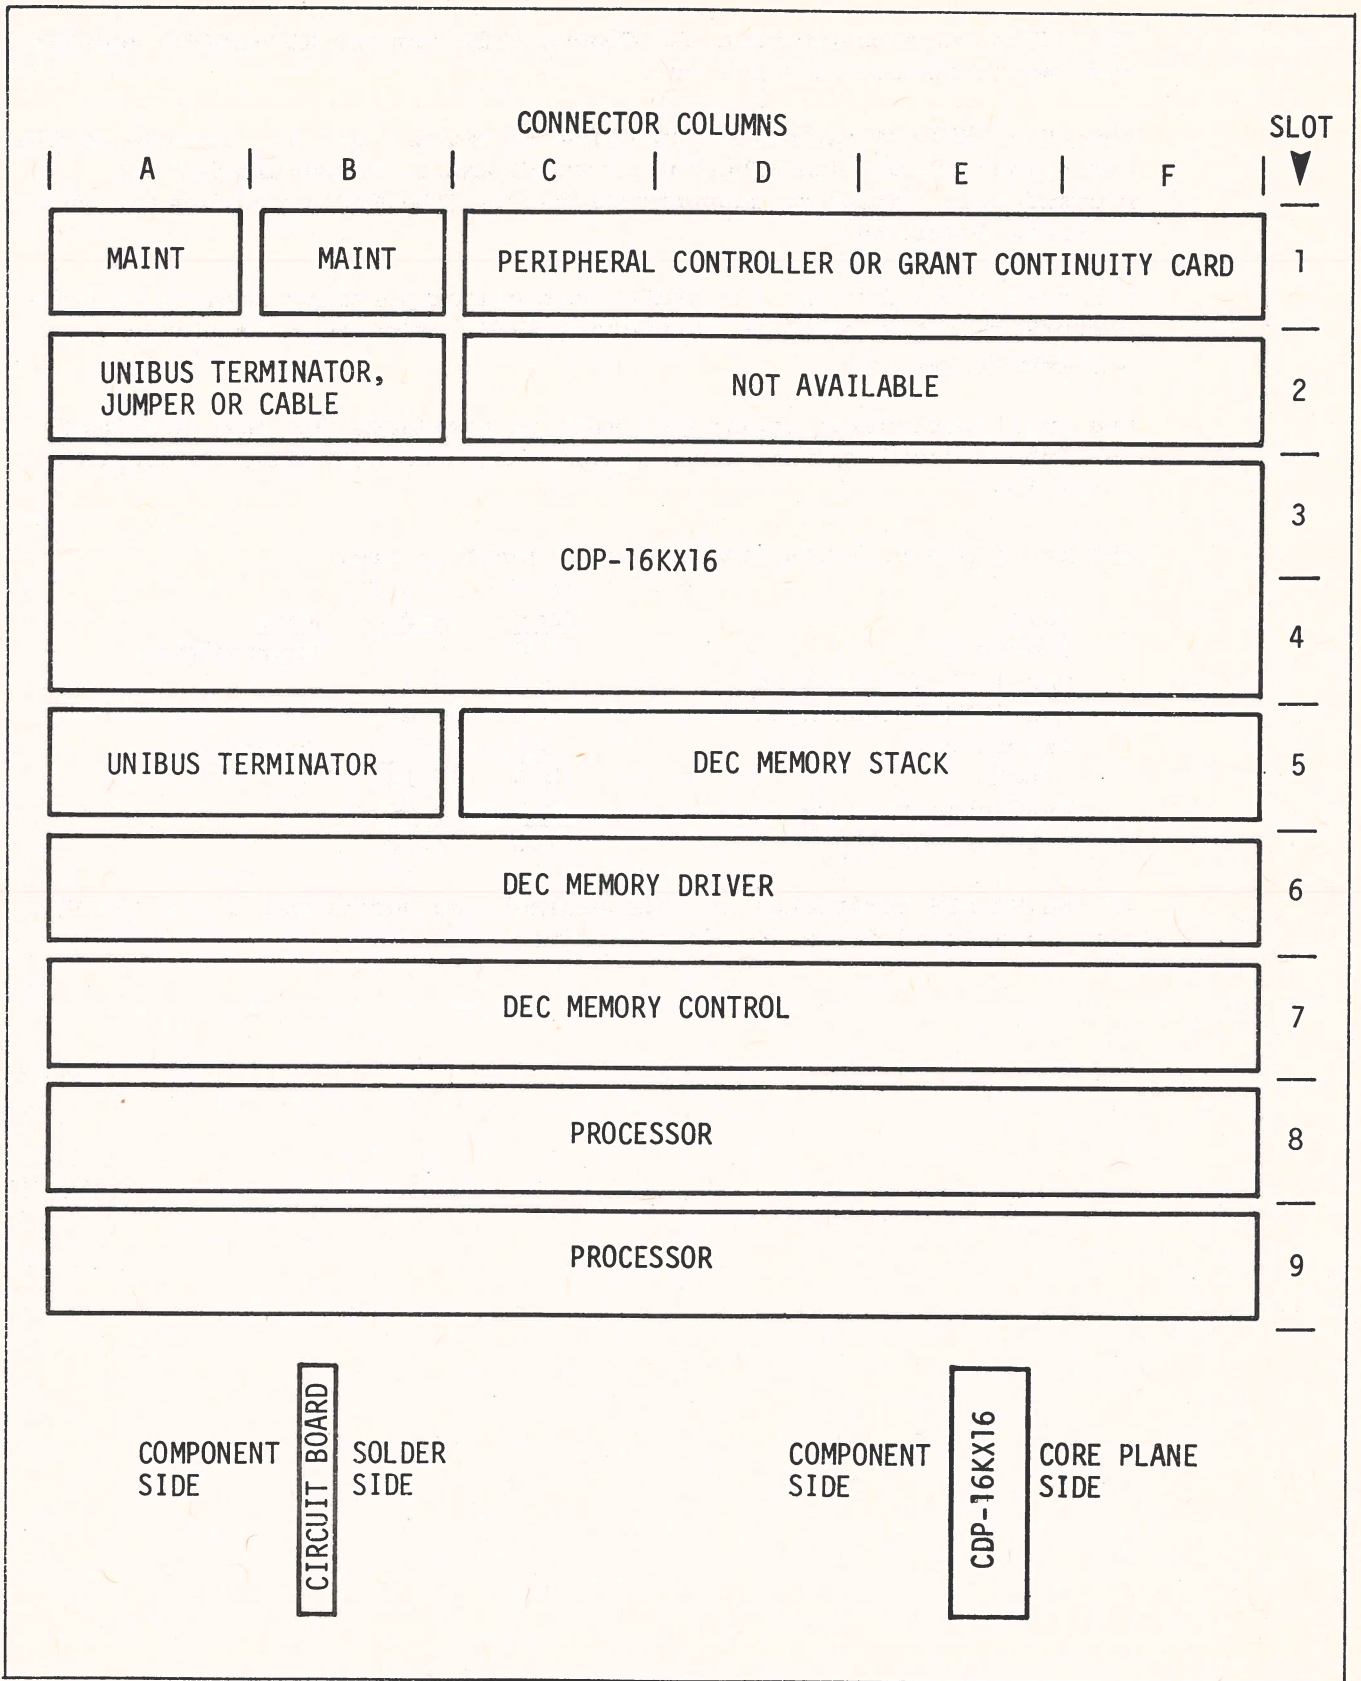 CONNECTOR COLUMNS
SLOT
A B C D E F
MAINT MAINT PERIPHERAL CONTROLLER OR GRANT CONTINUITY CARD 1
UNIBUS TERMINATOR,
JUMPER OR CABLE
NOT AVAILABLE
2
3
CDP-16KX16
4
UNIBUS TERMINATOR DEC MEMORY STACK 5
DEC MEMORY DRIVER 6
DEC MEMORY CONTROL 7
PROCESSOR 8
PROCESSOR 9
COMPONENT
SIDE
CIRCUIT BOARD
SOLDER
SIDE
COMPONENT
SIDE
CDP-16KX16
CORE PLANE
SIDE